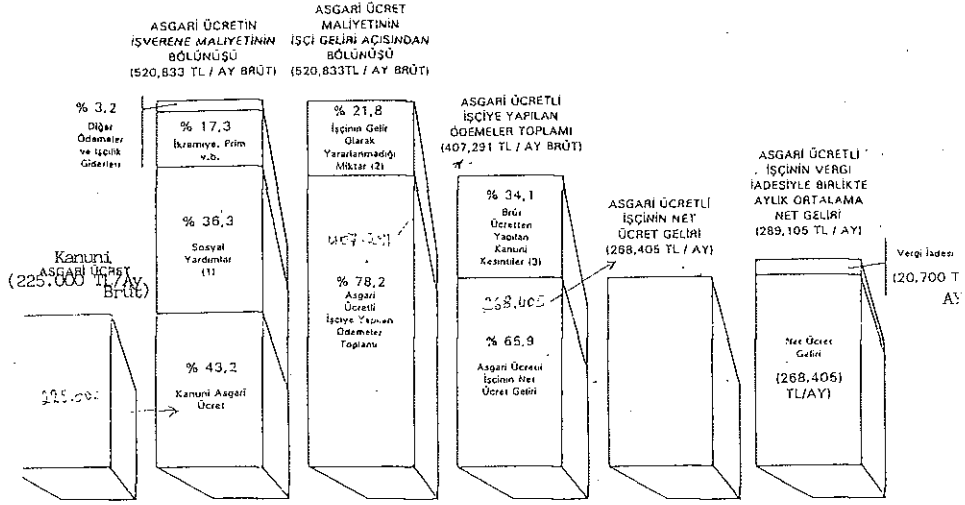 ASGARİ ÜCRETİN
İŞVERENE MALİYETİNİN
BÖLÜNÜŞÜ
(520,833 TL / AY BRÜT)
% 3,2
Diğer
Ödemeler
ve İşçilik
Giderleri
% 17,3
İkramiye, Prim
v.b.
% 36,3
Sosyal
Yardımlar
(1)
% 43,2
Kanuni Asgari
Ücret
Kanuni
ASGARİ ÜCRET
(225.000 TL/Ay
Brüt)
225.000
ASGARİ ÜCRET
MALİYETİNİN
İŞÇİ GELİRİ AÇISINDAN
BÖLÜNÜŞÜ
(520,833TL / AY BRÜT)
% 21,8
İşçinin Gelir
Olarak
Yararlanmadığı
Miktar (2)
407.291
% 78,2
Asgari
Ücretli
İşçiye Yapılan
Ödemeler
Toplamı
ASGARİ ÜCRETLİ
İŞÇİYE YAPILAN
ÖDEMELER TOPLAMI
(407,291 TL / AY BRÜT)
% 34,1
Brüt
Ücretten
Yapılan
Kanuni
Kesintiler (3)
268.405
% 65,9
Asgari Ücretli
İşçinin Net
Ücret Geliri
ASGARİ ÜCRETLİ
İŞÇİNİN NET
ÜCRET GELİRİ
(268,405 TL / AY)
ASGARİ ÜCRETLİ
İŞÇİNİN VERGI
İADESİYLE BİRLİKTE
AYLIK ORTALAMA
NET GELİRİ
(289,105 TL / AY)
Vergi İadesi
(20,700 T
AY
Net Ücret
Geliri
(268,405)
TL/AY)